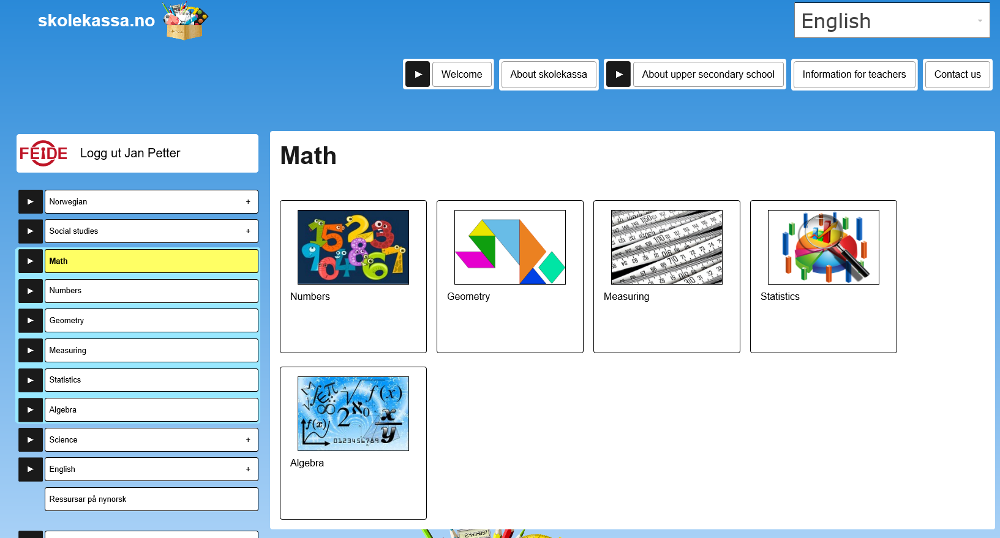 skolekassa.no
English
Welcome
About skolekassa
About upper secondary school
Information for teachers
Contact us
FEIDE
Logg ut Jan Petter
Norwegian +
Social studies +
Math
Numbers
Geometry
Measuring
Statistics
Algebra
Science +
English +
Ressursar på nynorsk
Math
Numbers
Geometry
Measuring
Statistics
f(x)
2ℵ0
f(x)
x
y
0123456789
Algebra